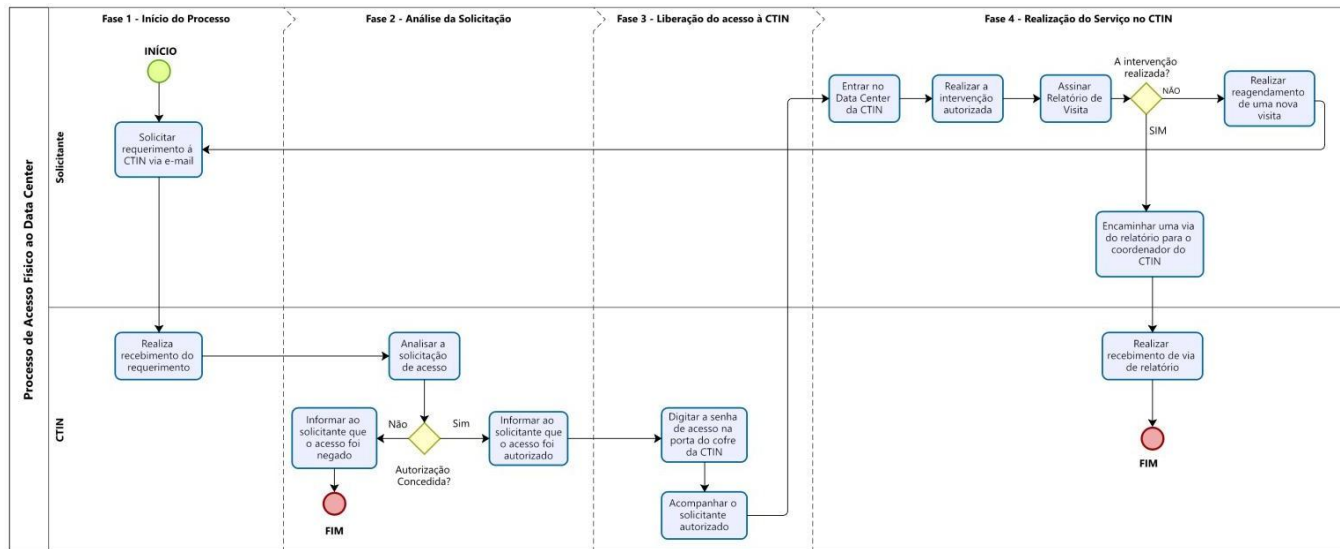 Processo de Acesso Físico ao Data Center
Fase 1 - Início do Processo
Fase 2 - Análise da Solicitação
Fase 3 - Liberação do acesso à CTIN
Fase 4 - Realização do Serviço no CTIN
Solicitante
INÍCIO
Solicitar
requerimento á
CTIN via e-mail
Entrar no
Data Center
da CTIN
Realizar a
intervenção
autorizada
Assinar
Relatório de
Visita
A intervenção
realizada?
NÃO
SIM
Realizar
reagendamento
de uma nova
visita
Encaminhar uma via
do relatório para o
coordenador do
CTIN
CTIN
Realiza
recebimento do
requerimento
Analisar a
solicitação
de acesso
Não
Sim
Autorização
Concedida?
Informar ao
solicitante que
o acesso foi
negado
FIM
Informar ao
solicitante que
o acesso foi
autorizado
Digitar a senha
de acesso na
porta do cofre
da CTIN
Acompanhar o
solicitante
autorizado
Realizar
recebimento de via
de relatório
FIM